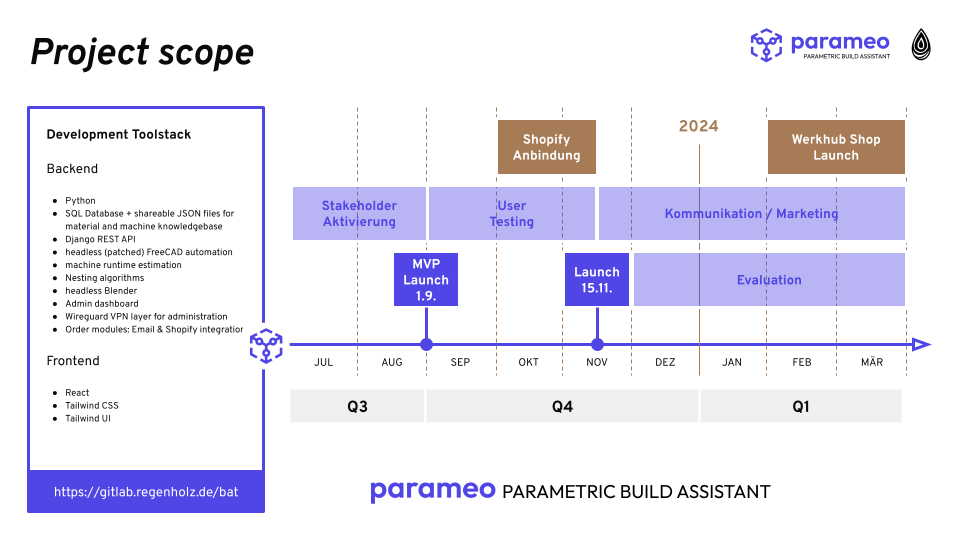 Project scope
parameo
PARAMETRIC BUILD ASSISTANT
Development Toolstack
Backend
● Python
● SQL Database + shareable JSON files for
material and machine knowledgebase
● Django REST API
● headless (patched) FreeCAD automation
● machine runtime estimation
● Nesting algorithms
● headless Blender
● Admin dashboard
● Wireguard VPN layer for administration
● Order modules: Email & Shopify integration
Frontend
● React
● Tailwind CSS
● Tailwind UI
https://gitlab.regenholz.de/bat
Shopify
Anbindung
2024
Werkhub Shop
Launch
Stakeholder
Aktivierung
User
Testing
Kommunikation / Marketing
MVP
Launch
1.9.
Launch
15.11.
Evaluation
JUL AUG SEP OKT NOV DEZ JAN FEB MÄR
Q3 Q4 Q1
parameo PARAMETRIC BUILD ASSISTANT